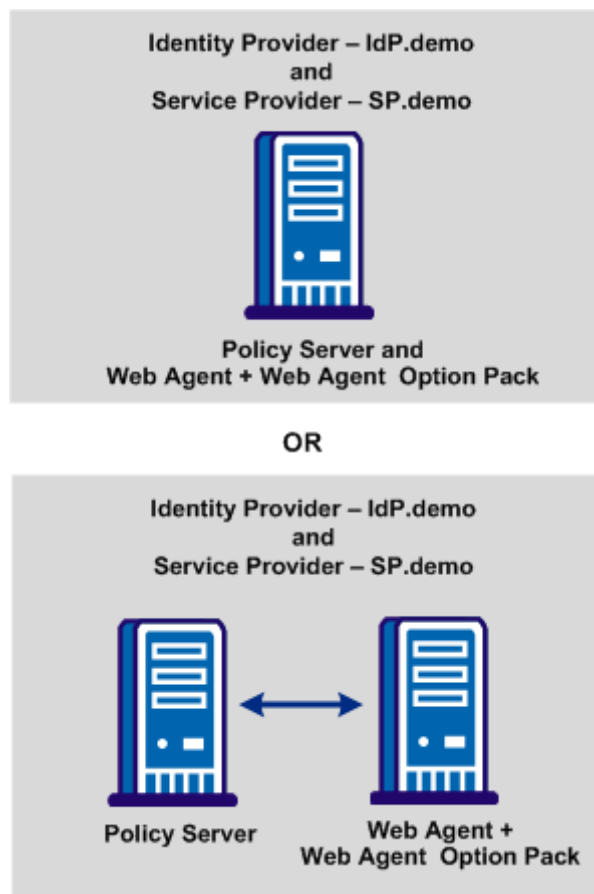 Identity Provider – IdP.demo
and
Service Provider – SP.demo
Policy Server and
Web Agent + Web Agent Option Pack
OR
Identity Provider – IdP.demo
and
Service Provider – SP.demo
Policy Server
Web Agent +
Web Agent Option Pack